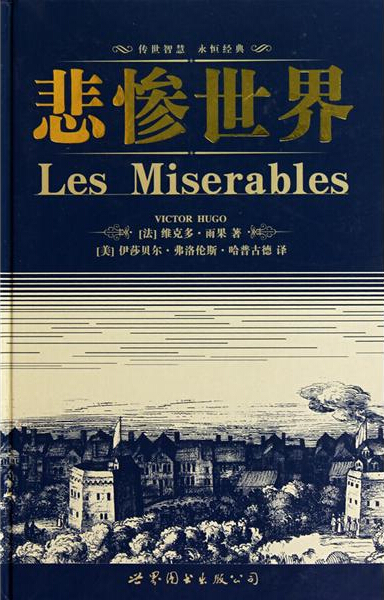 传世智慧 永恒经典
悲惨世界
Les Miserables
VICTOR HUGO
[法] 维克多·雨果 著
[美] 伊莎贝尔·弗洛伦斯·哈普古德 译
世界图书出版公司